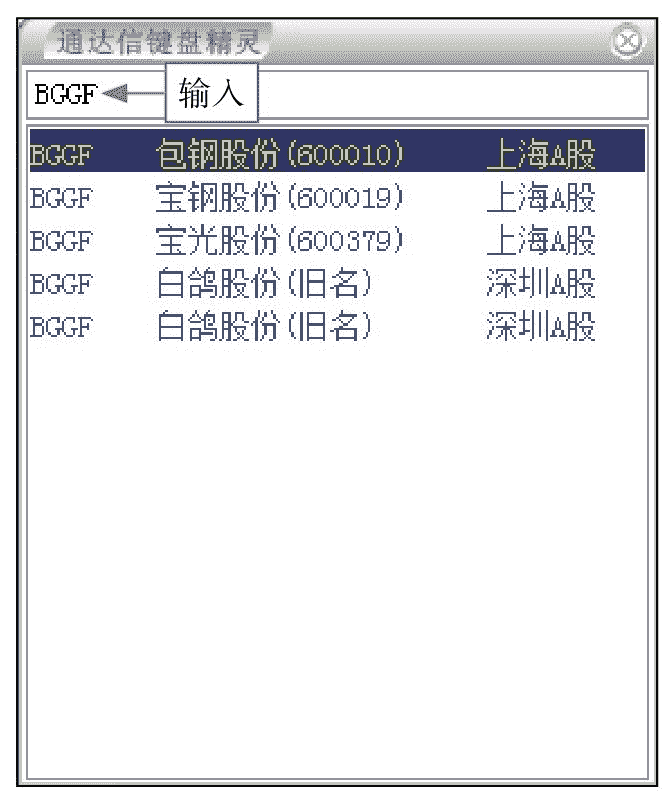 通达信键盘精灵
BGGF 输入
BGGF 包钢股份(600010) 上海A股
BGGF 宝钢股份(600019) 上海A股
BGGF 宝光股份(600379) 上海A股
BGGF 白鸽股份(旧名) 深圳A股
BGGF 白鸽股份(旧名) 深圳A股